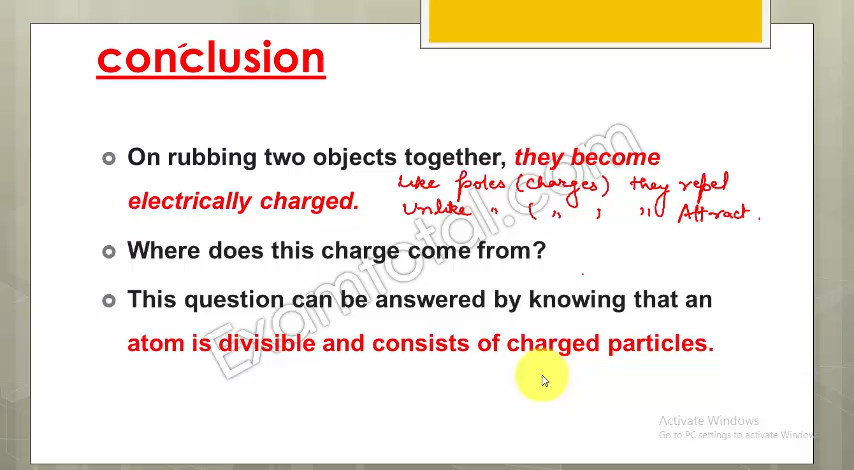 conclusion
On rubbing two objects together, they become
Like poles (charges) they repel
electrically charged.
Unlike " ( " ) " Attract.
Where does this charge come from?
This question can be answered by knowing that an
atom is divisible and consists of charged particles.
Examtotal.com
Activate Windows
Go to PC settings to activate Window